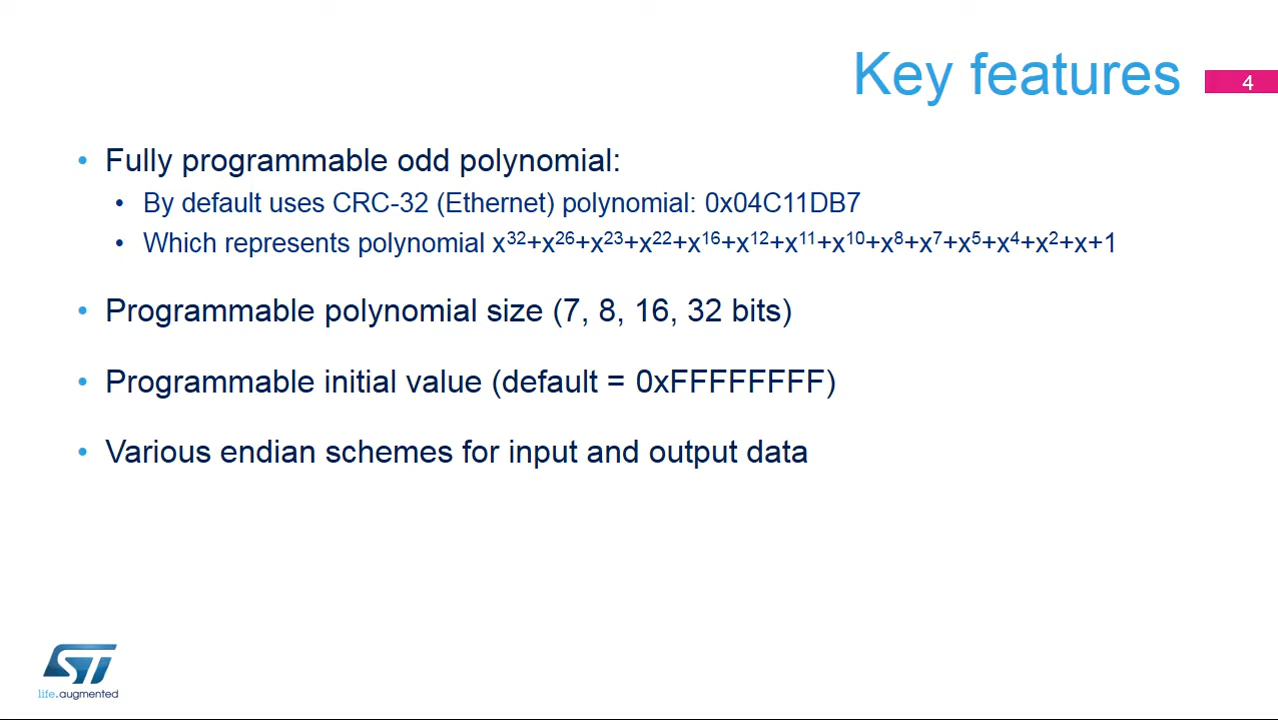 Key features
4
• Fully programmable odd polynomial:
• By default uses CRC-32 (Ethernet) polynomial: 0x04C11DB7
• Which represents polynomial x³²+x²⁶+x²³+x²²+x¹⁶+x¹²+x¹¹+x¹⁰+x⁸+x⁷+x⁵+x⁴+x²+x+1
• Programmable polynomial size (7, 8, 16, 32 bits)
• Programmable initial value (default = 0xFFFFFFFF)
• Various endian schemes for input and output data
ST
life.augmented